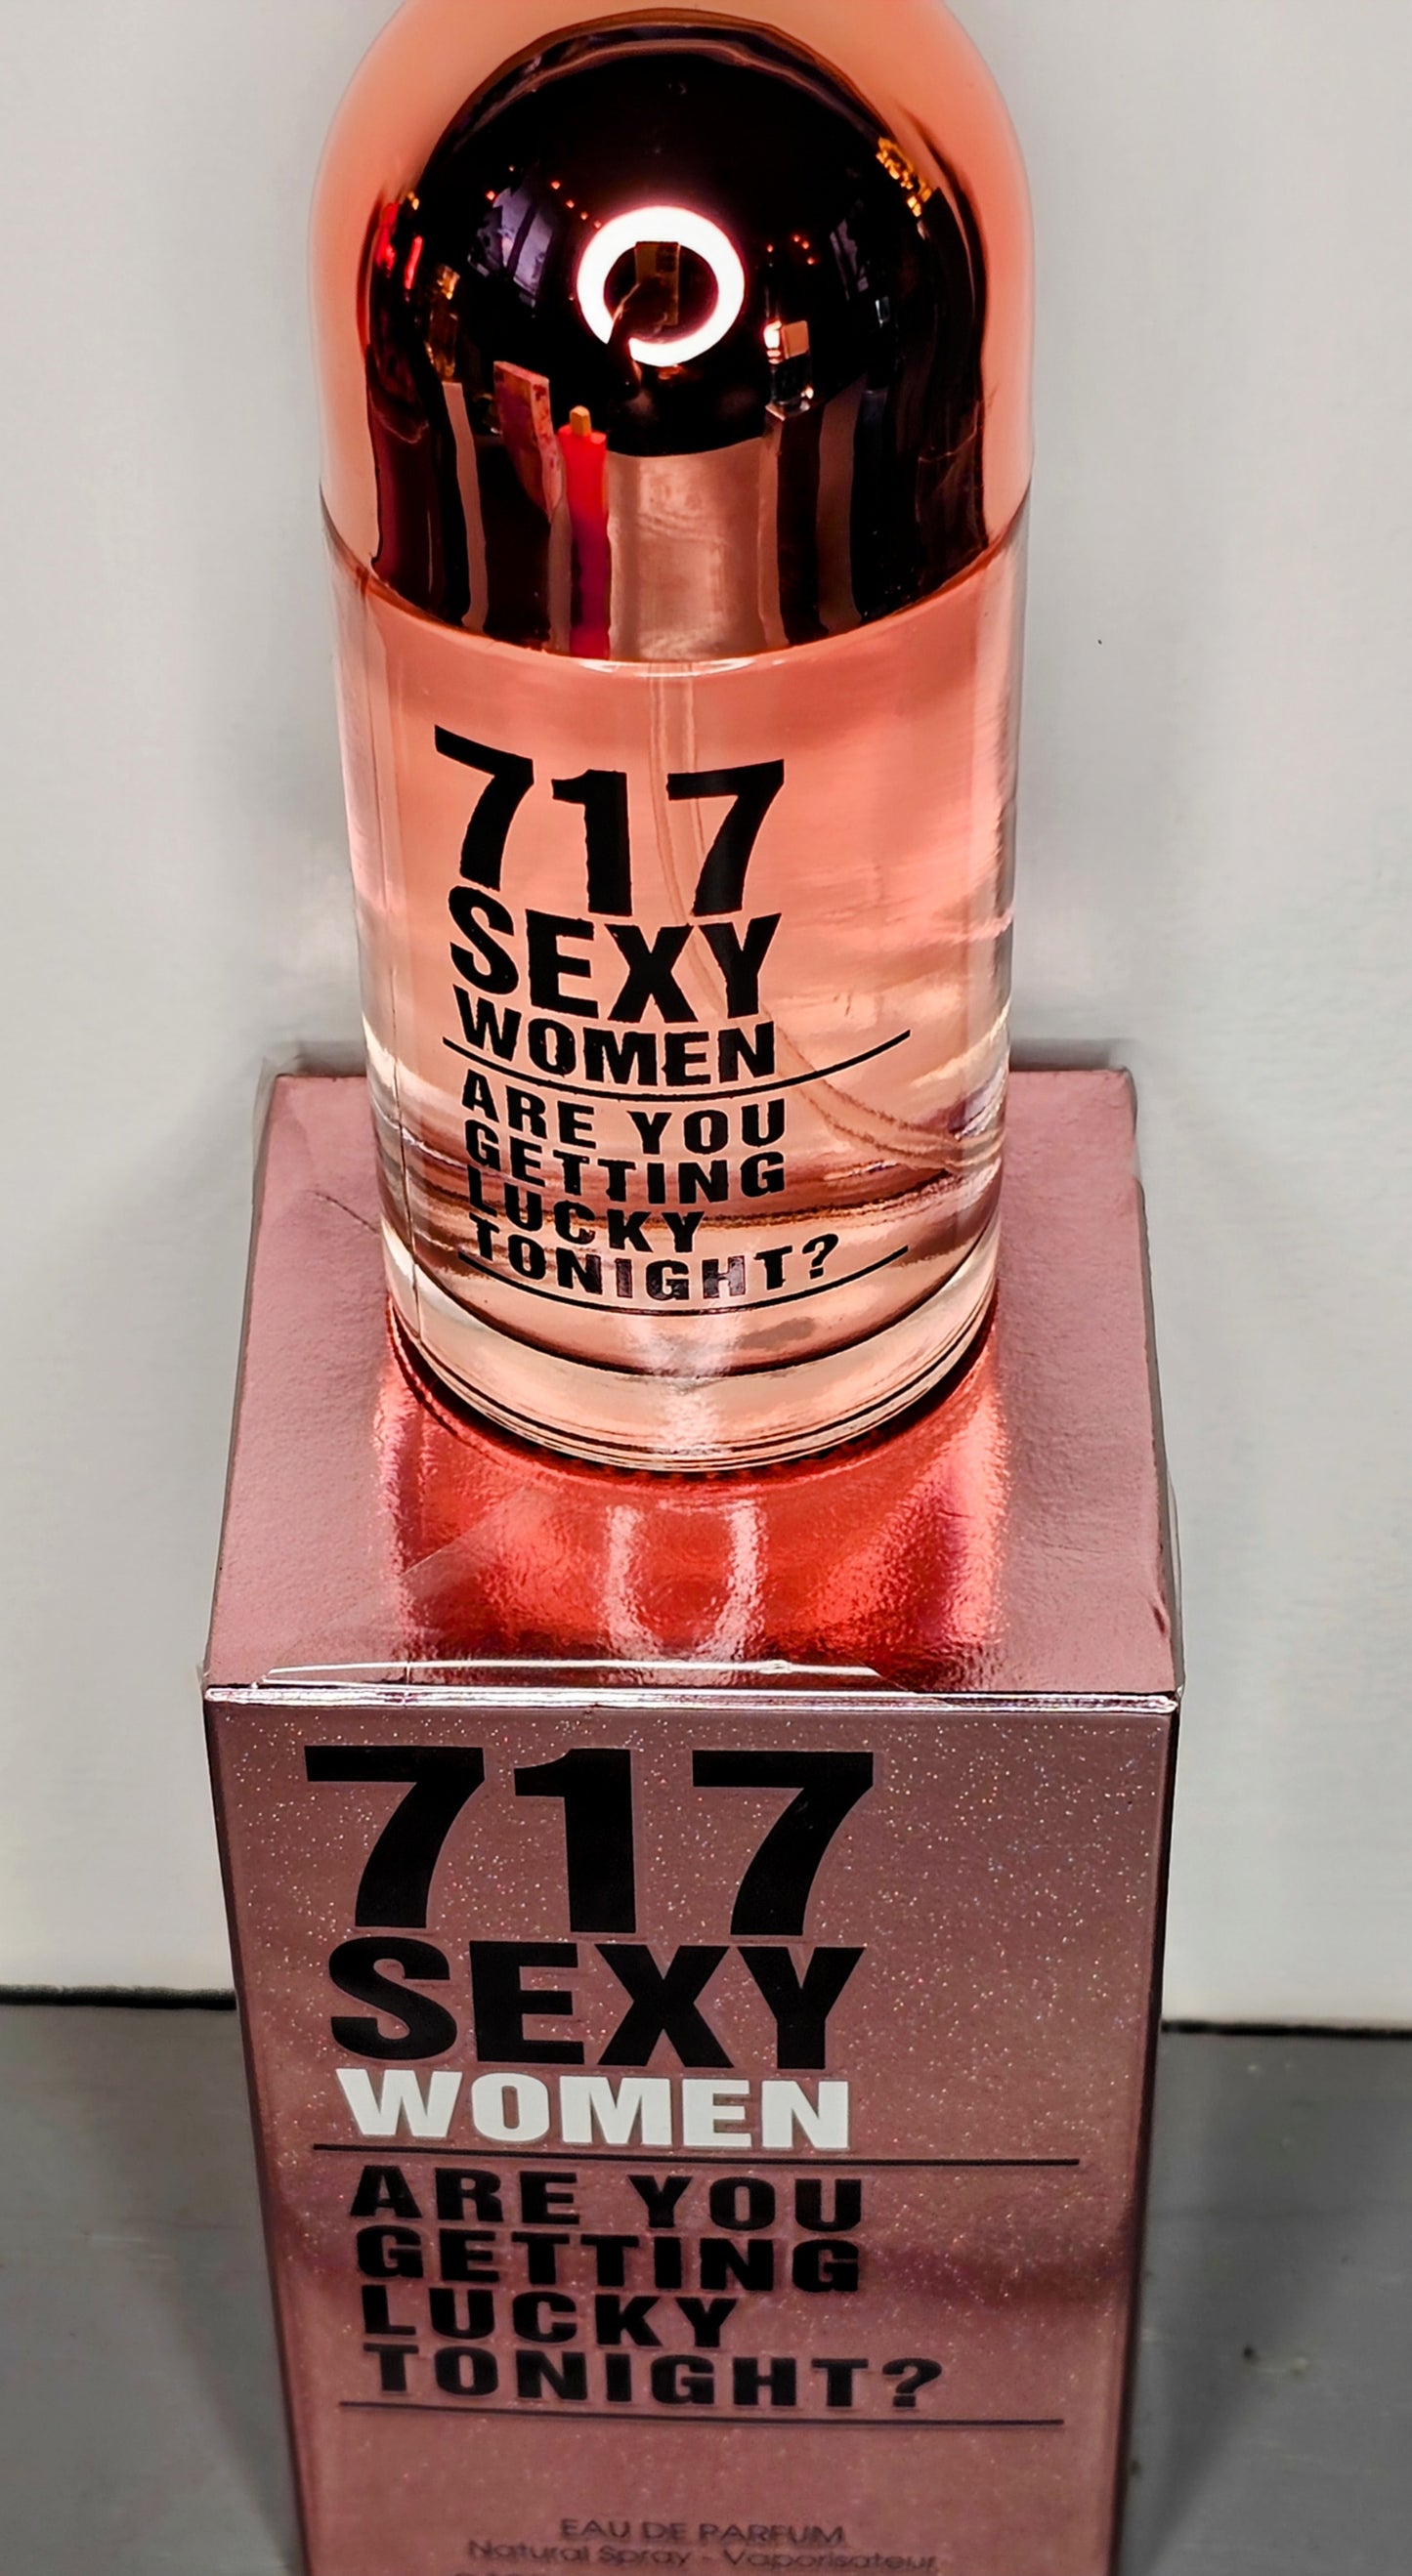 717
SEXY
WOMEN
ARE YOU
GETTING
LUCKY
TONIGHT?
717
SEXY
WOMEN
ARE YOU
GETTING
LUCKY
TONIGHT?
EAU DE PARFUM
Natural Spray - Vaporisateur